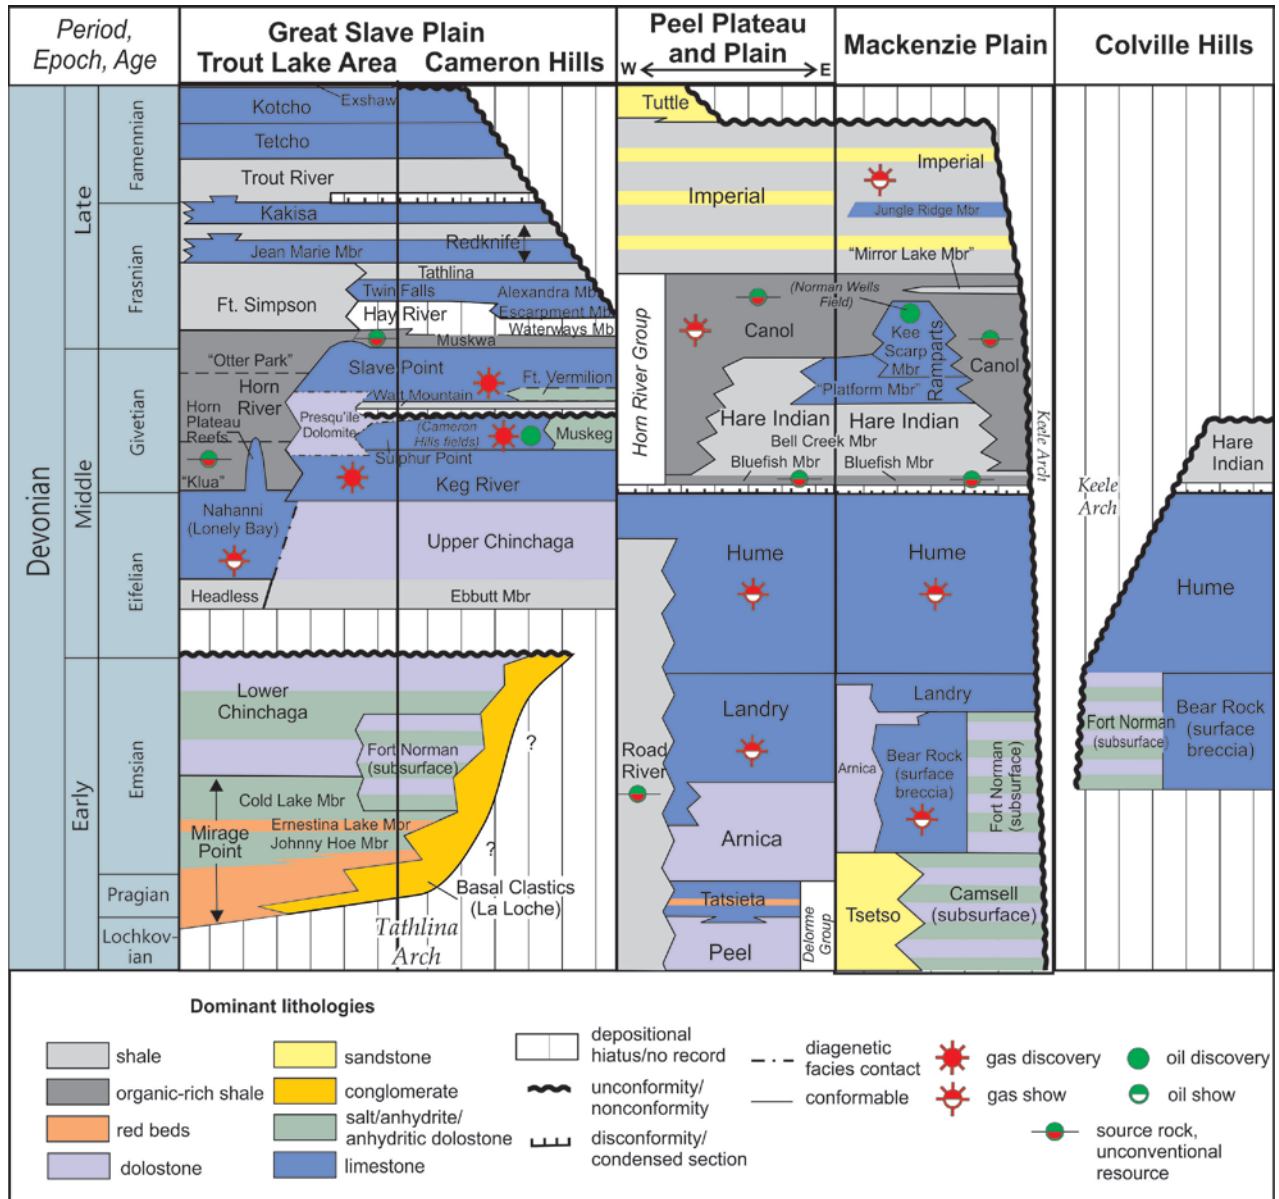 Period,
Epoch, Age
Great Slave Plain
Trout Lake Area
Cameron Hills
Peel Plateau
and Plain
W
E
Mackenzie Plain
Colville Hills
Devonian
Late
Middle
Early
Famennian
Frasnian
Givetian
Eifelian
Emsian
Pragian
Lochkov-
ian
Kotcho
Exshaw
Tetcho
Trout River
Kakisa
Redknife
Jean Marie Mbr
Tathlina
Ft. Simpson
Twin Falls
Alexandra Mb
Hay River
Escarpment Mb
Waterways Mb
Muskwa
"Otter Park"
Slave Point
Horn
River
Ft. Vermilion
Watt Mountain
Horn
Plateau
Reefs
Presqu'ile
Dolomite
(Cameron
Hills fields)
Muskeg
Sulphur Point
"Klua"
Keg River
Nahanni
(Lonely Bay)
Upper Chinchaga
Headless
Ebbutt Mbr
Lower
Chinchaga
Fort Norman
(subsurface)
?
Cold Lake Mbr
Ernestina Lake Mbr
Mirage
Point
Johnny Hoe Mbr
?
Basal Clastics
(La Loche)
Tathlina
Arch
Tuttle
Imperial
Horn River Group
Canol
Hare Indian
Bell Creek Mbr
Bluefish Mbr
Hume
Landry
Road
River
Arnica
Tatsieta
Peel
Delorme
Group
Imperial
Jungle Ridge Mbr
"Mirror Lake Mbr"
(Norman Wells
Field)
Kee
Scarp
Mbr
Ramparts
Canol
"Platform Mbr"
Hare Indian
Bluefish Mbr
Keele Arch
Hume
Landry
Arnica
Bear Rock
(surface
breccia)
Fort Norman
(subsurface)
Tsetso
Camsell
(subsurface)
Keele
Arch
Hare
Indian
Hume
Fort Norman
(subsurface)
Bear Rock
(surface
breccia)
Dominant lithologies
shale
organic-rich shale
red beds
dolostone
sandstone
conglomerate
salt/anhydrite/
anhydritic dolostone
limestone
depositional
hiatus/no record
unconformity/
nonconformity
disconformity/
condensed section
diagenetic
facies contact
conformable
gas discovery
gas show
oil discovery
oil show
source rock,
unconventional
resource